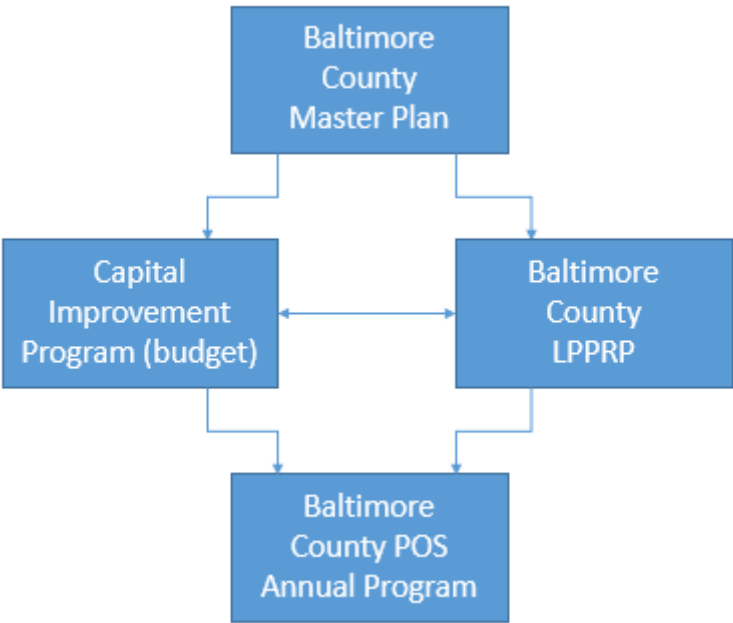 Baltimore
County
Master Plan
Capital
Improvement
Program (budget)
Baltimore
County
LPPRP
Baltimore
County POS
Annual Program